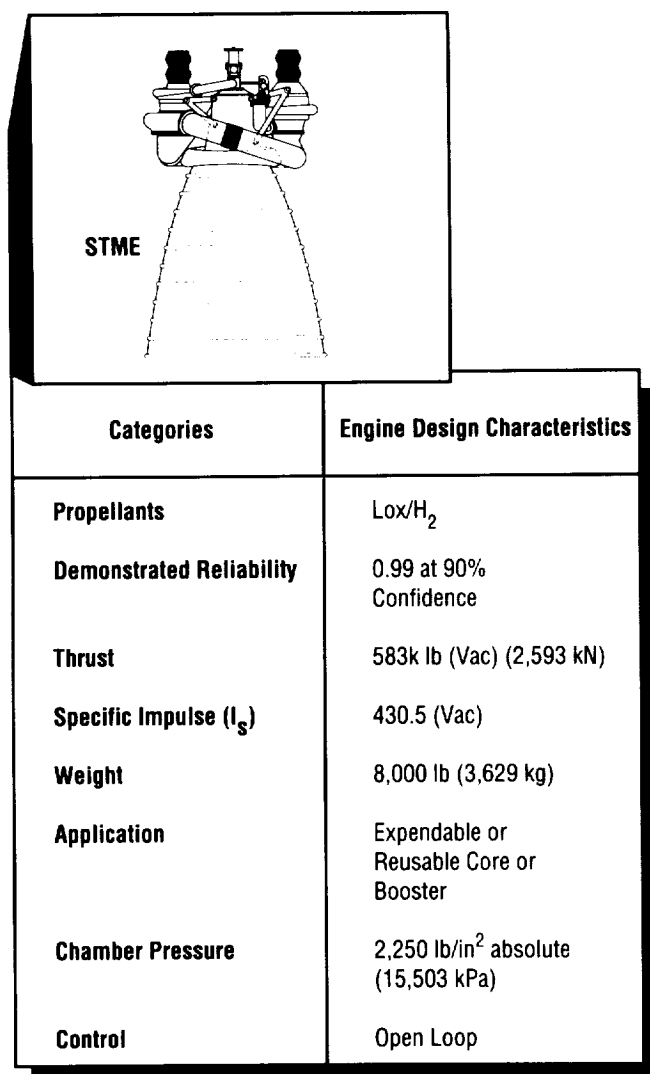 STME
Categories
Engine Design Characteristics
Propellants
Lox/H₂
Demonstrated Reliability
0.99 at 90%
Confidence
Thrust
583k lb (Vac) (2,593 kN)
Specific Impulse (Iₛ)
430.5 (Vac)
Weight
8,000 lb (3,629 kg)
Application
Expendable or
Reusable Core or
Booster
Chamber Pressure
2,250 lb/in² absolute
(15,503 kPa)
Control
Open Loop